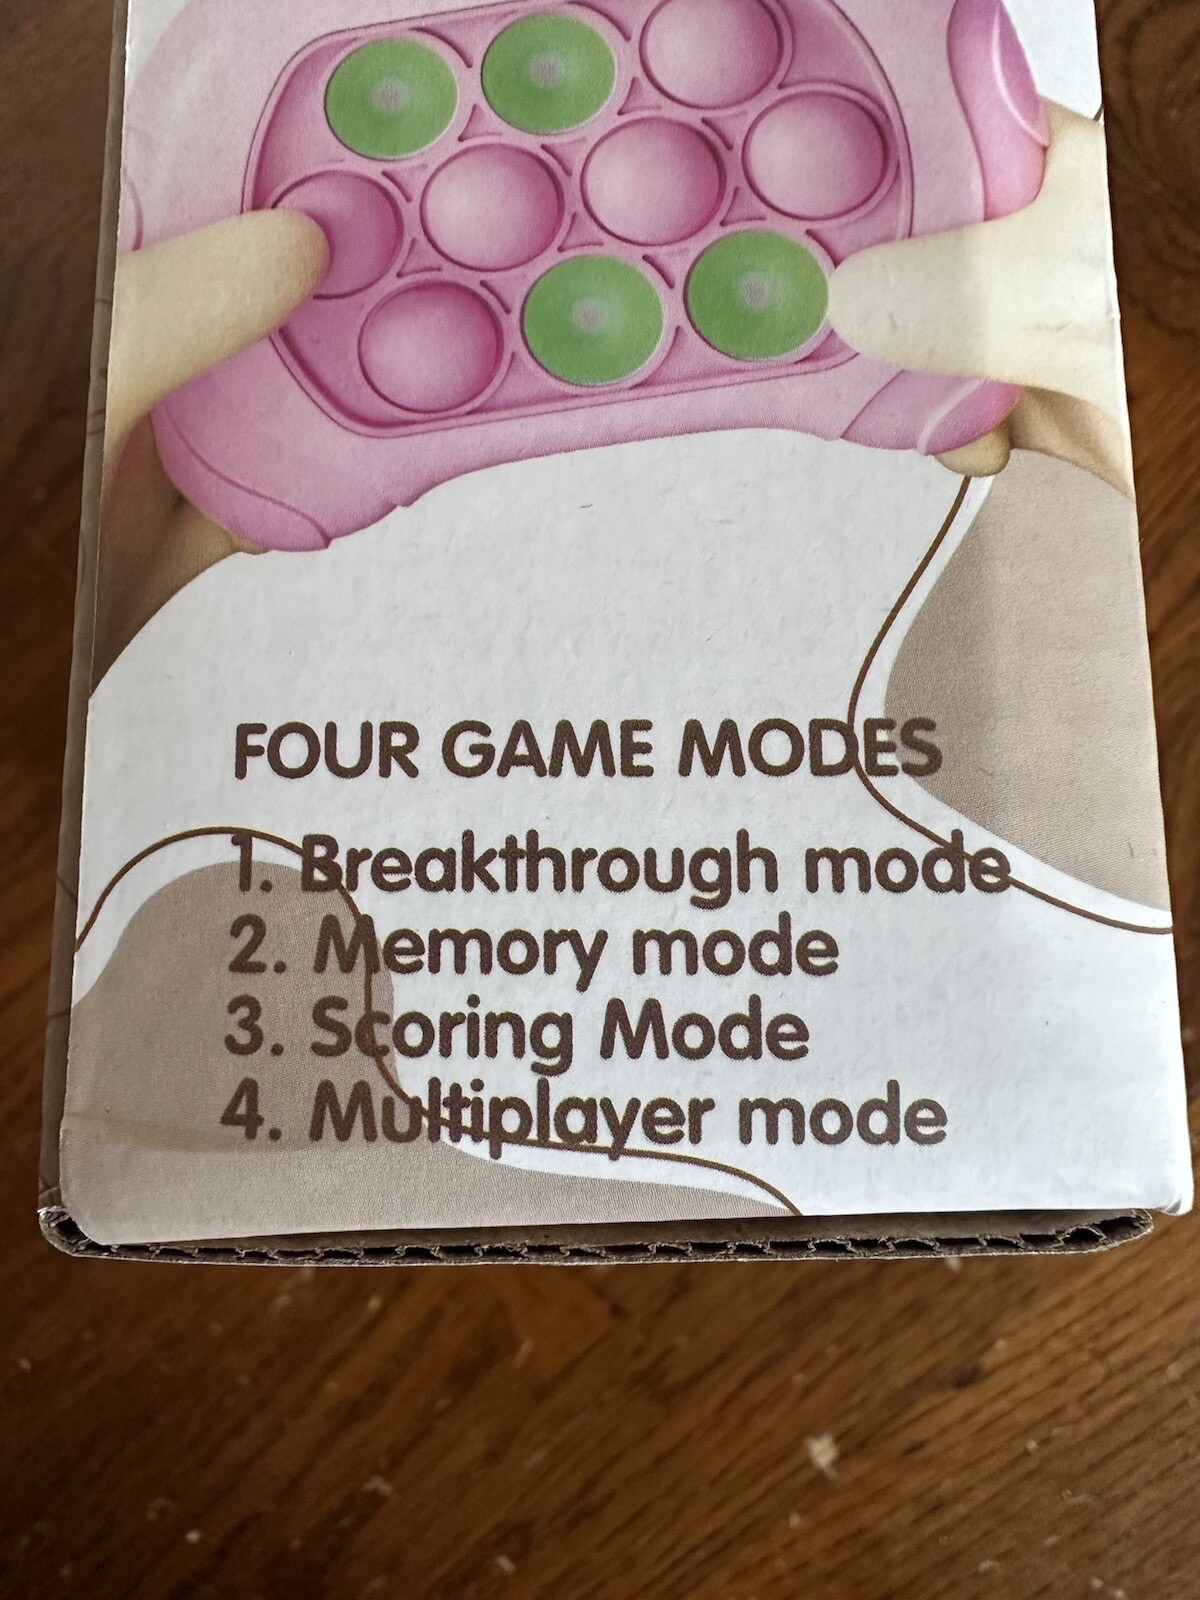 FOUR GAME MODES
1. Breakthrough mode
2. Memory mode
3. Scoring Mode
4. Multiplayer mode